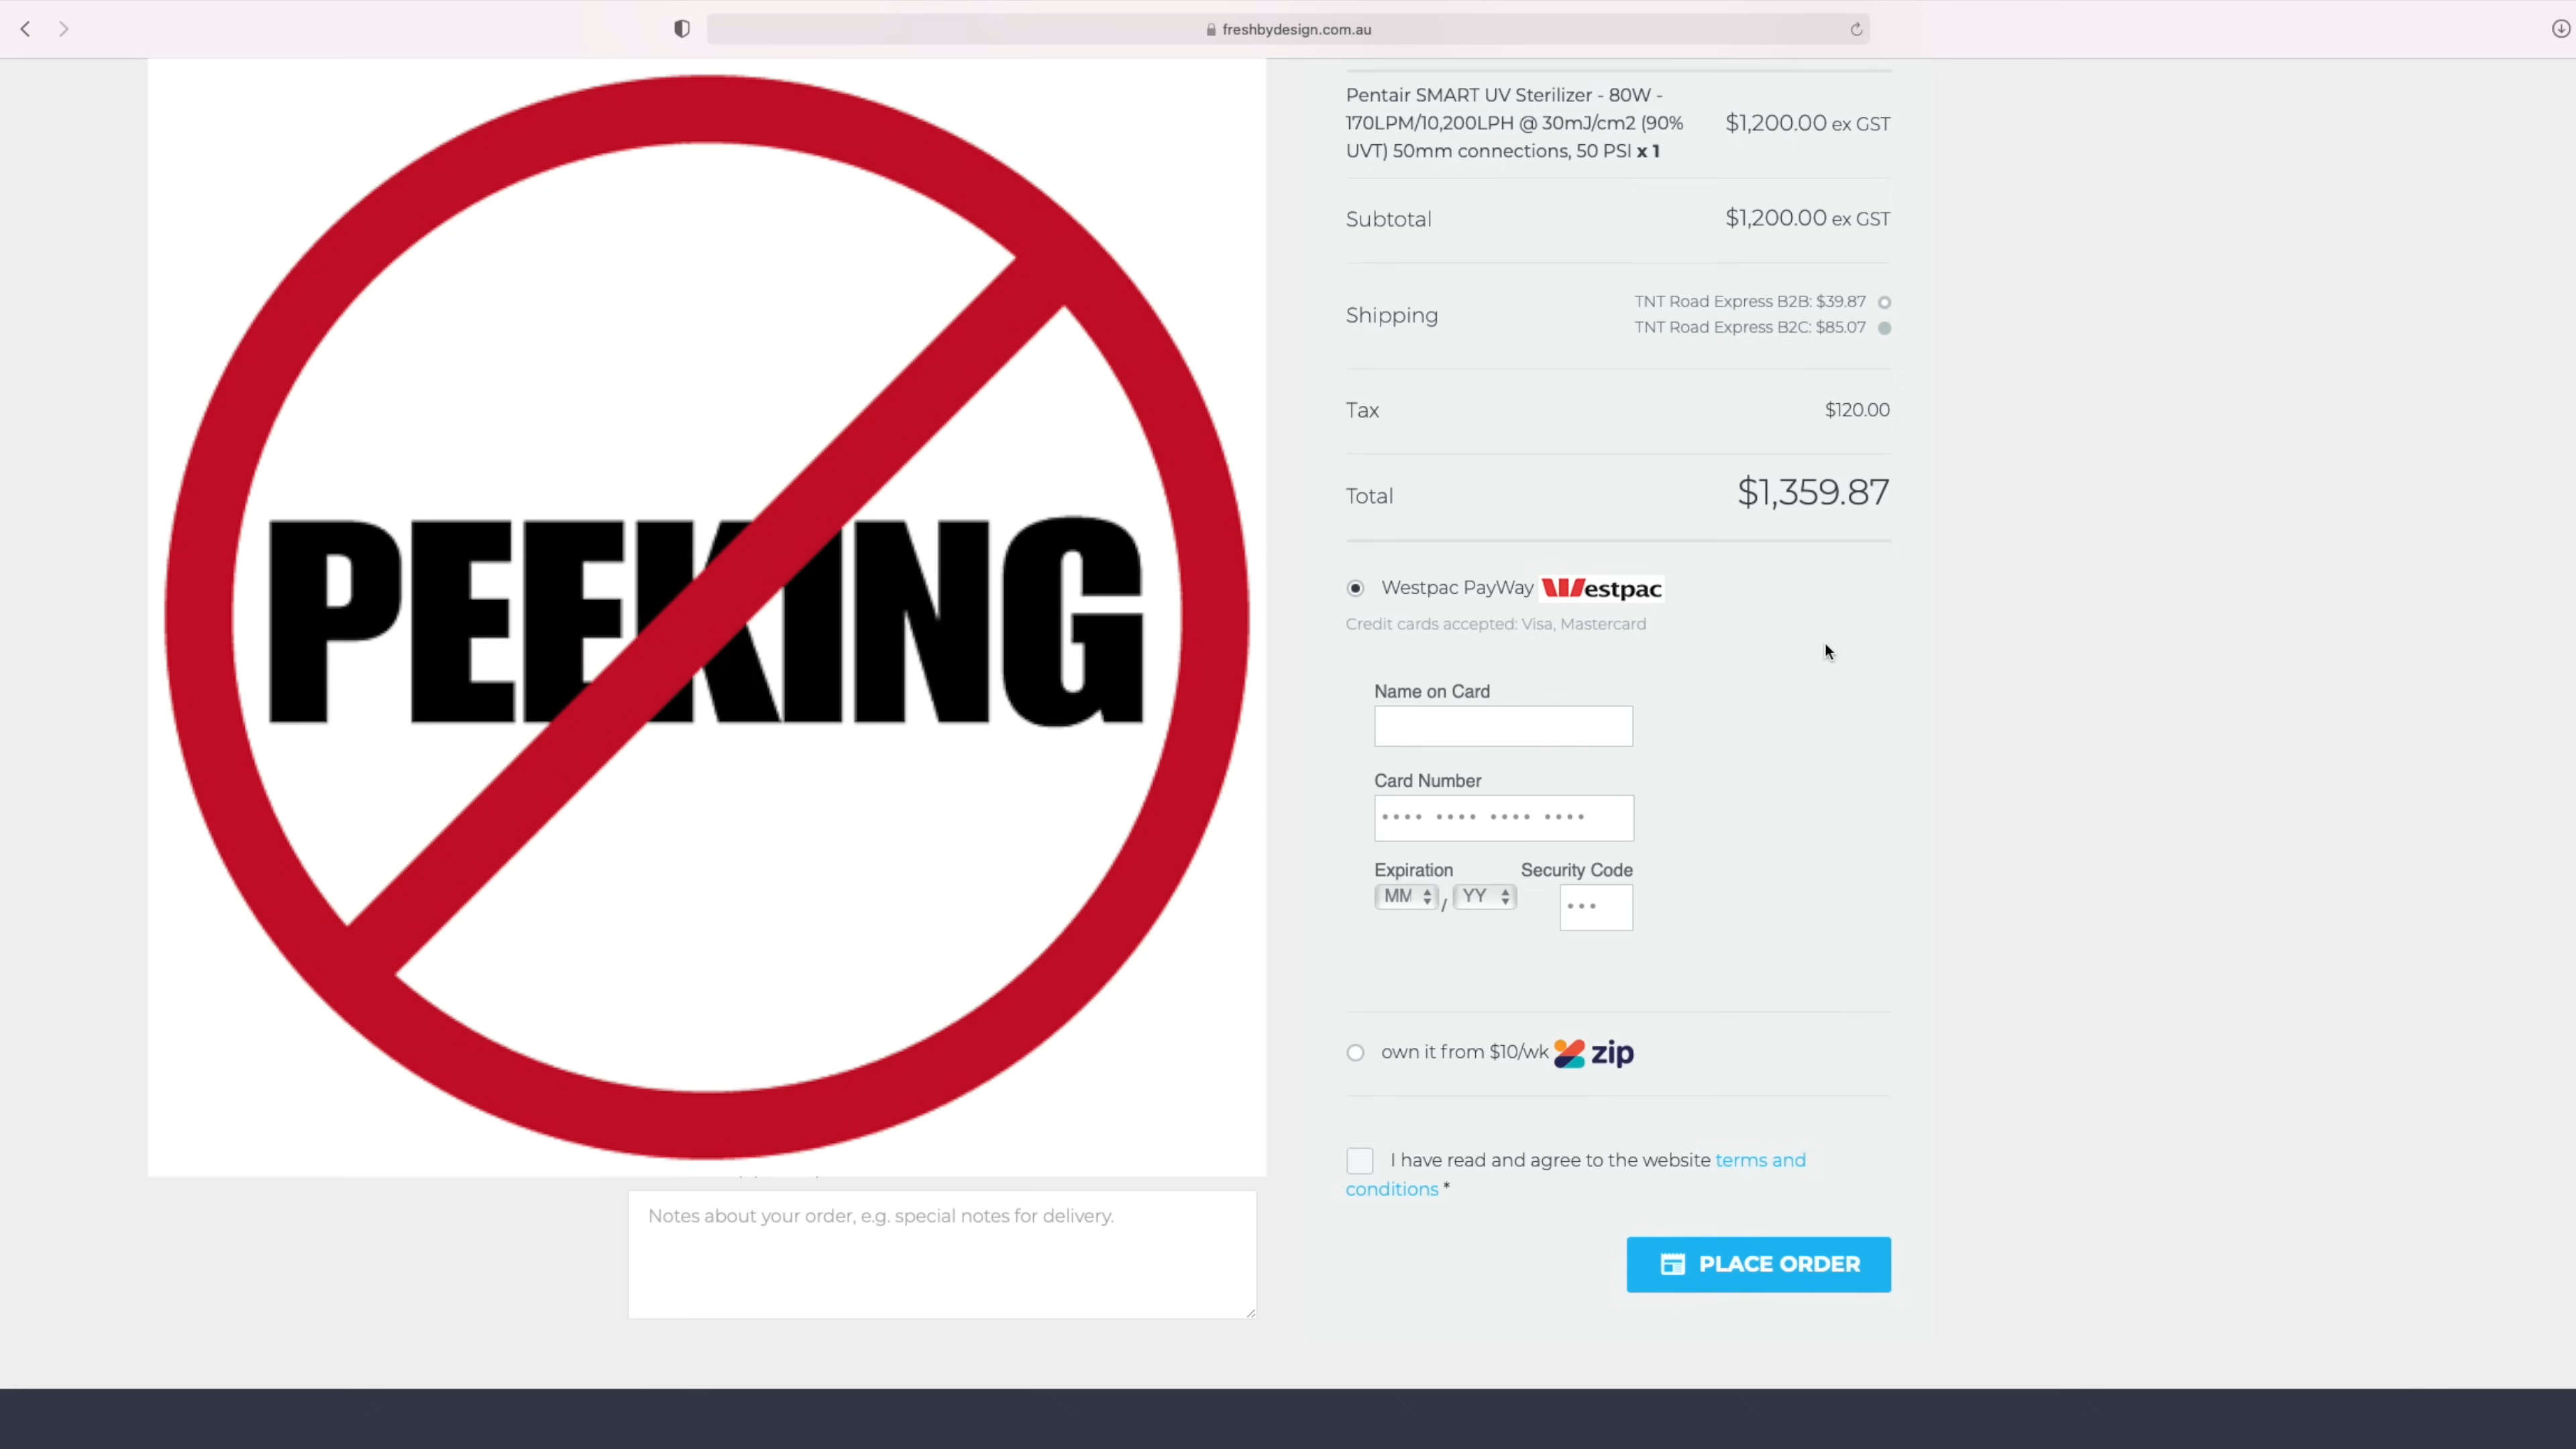 freshbydesign.com.au
PEEKING
Pentair SMART UV Sterilizer - 80W -
170LPM/10,200LPH @ 30mJ/cm2 (90%
UVT) 50mm connections, 50 PSI x 1
$1,200.00 ex GST
Subtotal
$1,200.00 ex GST
Shipping
TNT Road Express B2B: $39.87
TNT Road Express B2C: $85.07
Tax
$120.00
Total
$1,359.87
Westpac PayWay Westpac
Credit cards accepted: Visa, Mastercard
Name on Card
Card Number
•••• •••• •••• ••••
Expiration Security Code
MM / YY •••
own it from $10/wk zip
I have read and agree to the website terms and
conditions *
Notes about your order, e.g. special notes for delivery.
PLACE ORDER